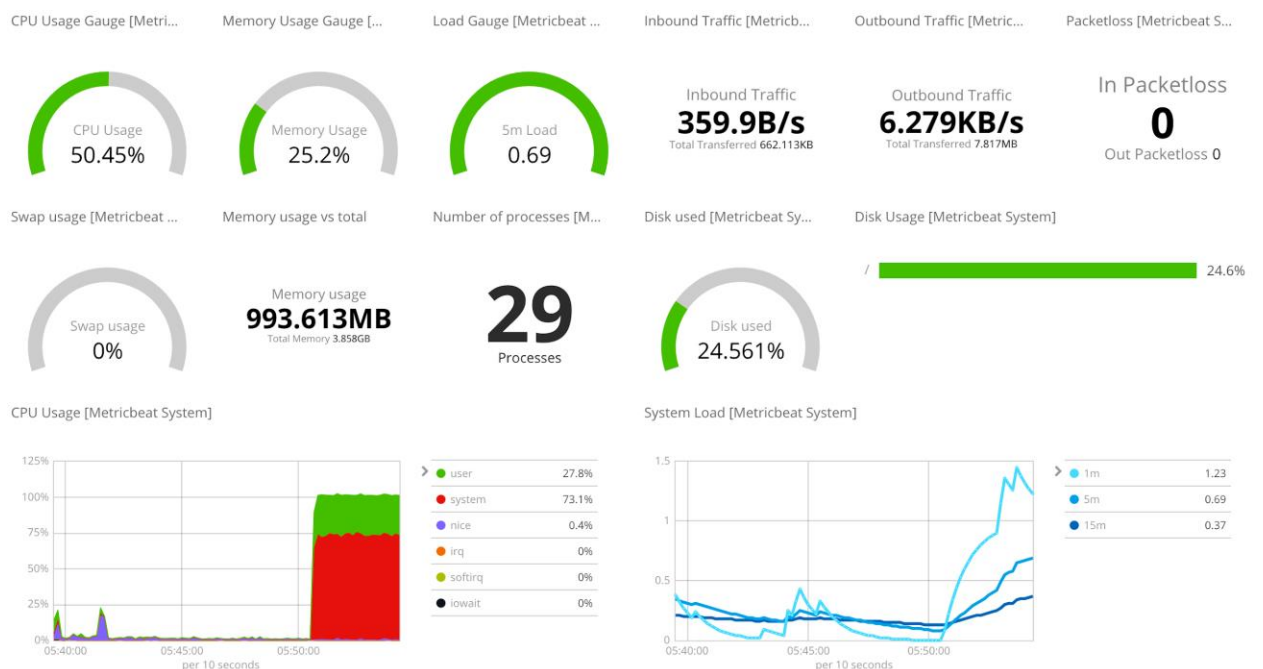 CPU Usage Gauge [Metri...
Memory Usage Gauge [...
Load Gauge [Metricbeat ...
Inbound Traffic [Metricb...
Outbound Traffic [Metric...
Packetloss [Metricbeat S...
CPU Usage
50.45%
Memory Usage
25.2%
5m Load
0.69
Inbound Traffic
359.9B/s
Total Transferred 662.113KB
Outbound Traffic
6.279KB/s
Total Transferred 7.817MB
In Packetloss
0
Out Packetloss 0
Swap usage [Metricbeat ...
Memory usage vs total
Number of processes [M...
Disk used [Metricbeat Sy...
Disk Usage [Metricbeat System]
Swap usage
0%
Memory usage
993.613MB
Total Memory 3.858GB
29
Processes
Disk used
24.561%
/ 24.6%
CPU Usage [Metricbeat System]
125%
100%
75%
50%
25%
0%
05:40:00 05:45:00 05:50:00
per 10 seconds
user 27.8%
system 73.1%
nice 0.4%
irq 0%
softirq 0%
iowait 0%
System Load [Metricbeat System]
1.5
1
0.5
0
05:40:00 05:45:00 05:50:00
per 10 seconds
1m 1.23
5m 0.69
15m 0.37